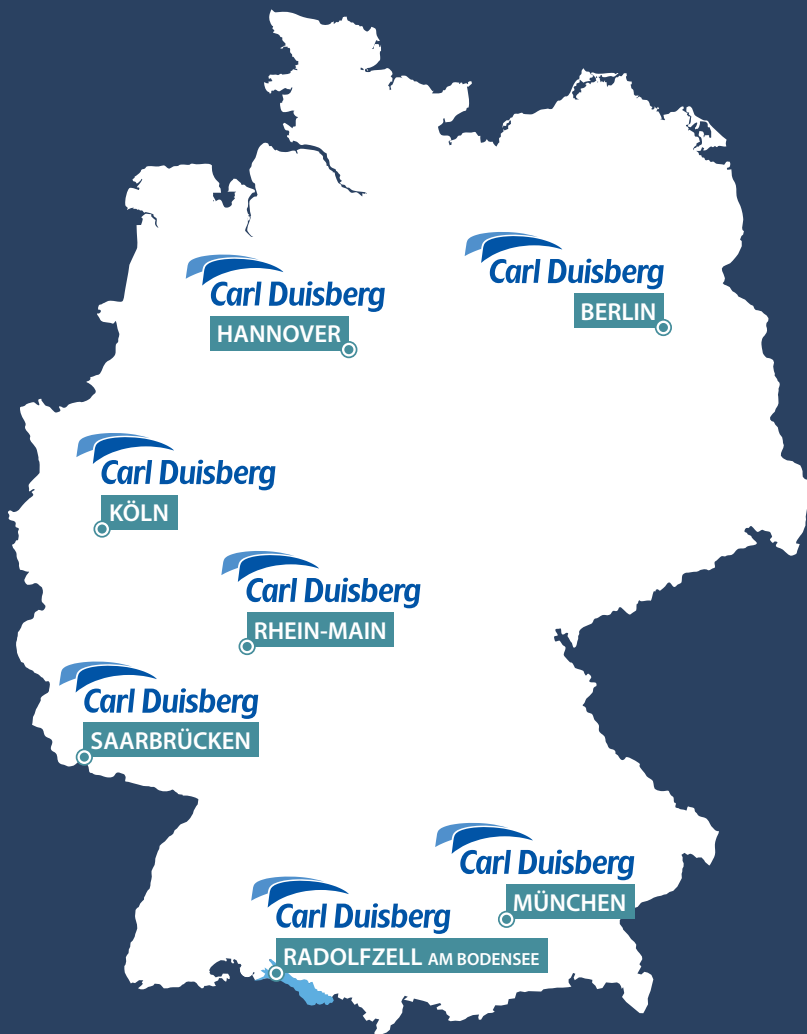 Carl Duisberg
BERLIN
Carl Duisberg
HANNOVER
Carl Duisberg
KÖLN
Carl Duisberg
RHEIN-MAIN
Carl Duisberg
SAARBRÜCKEN
Carl Duisberg
MÜNCHEN
Carl Duisberg
RADOLFZELL AM BODENSEE